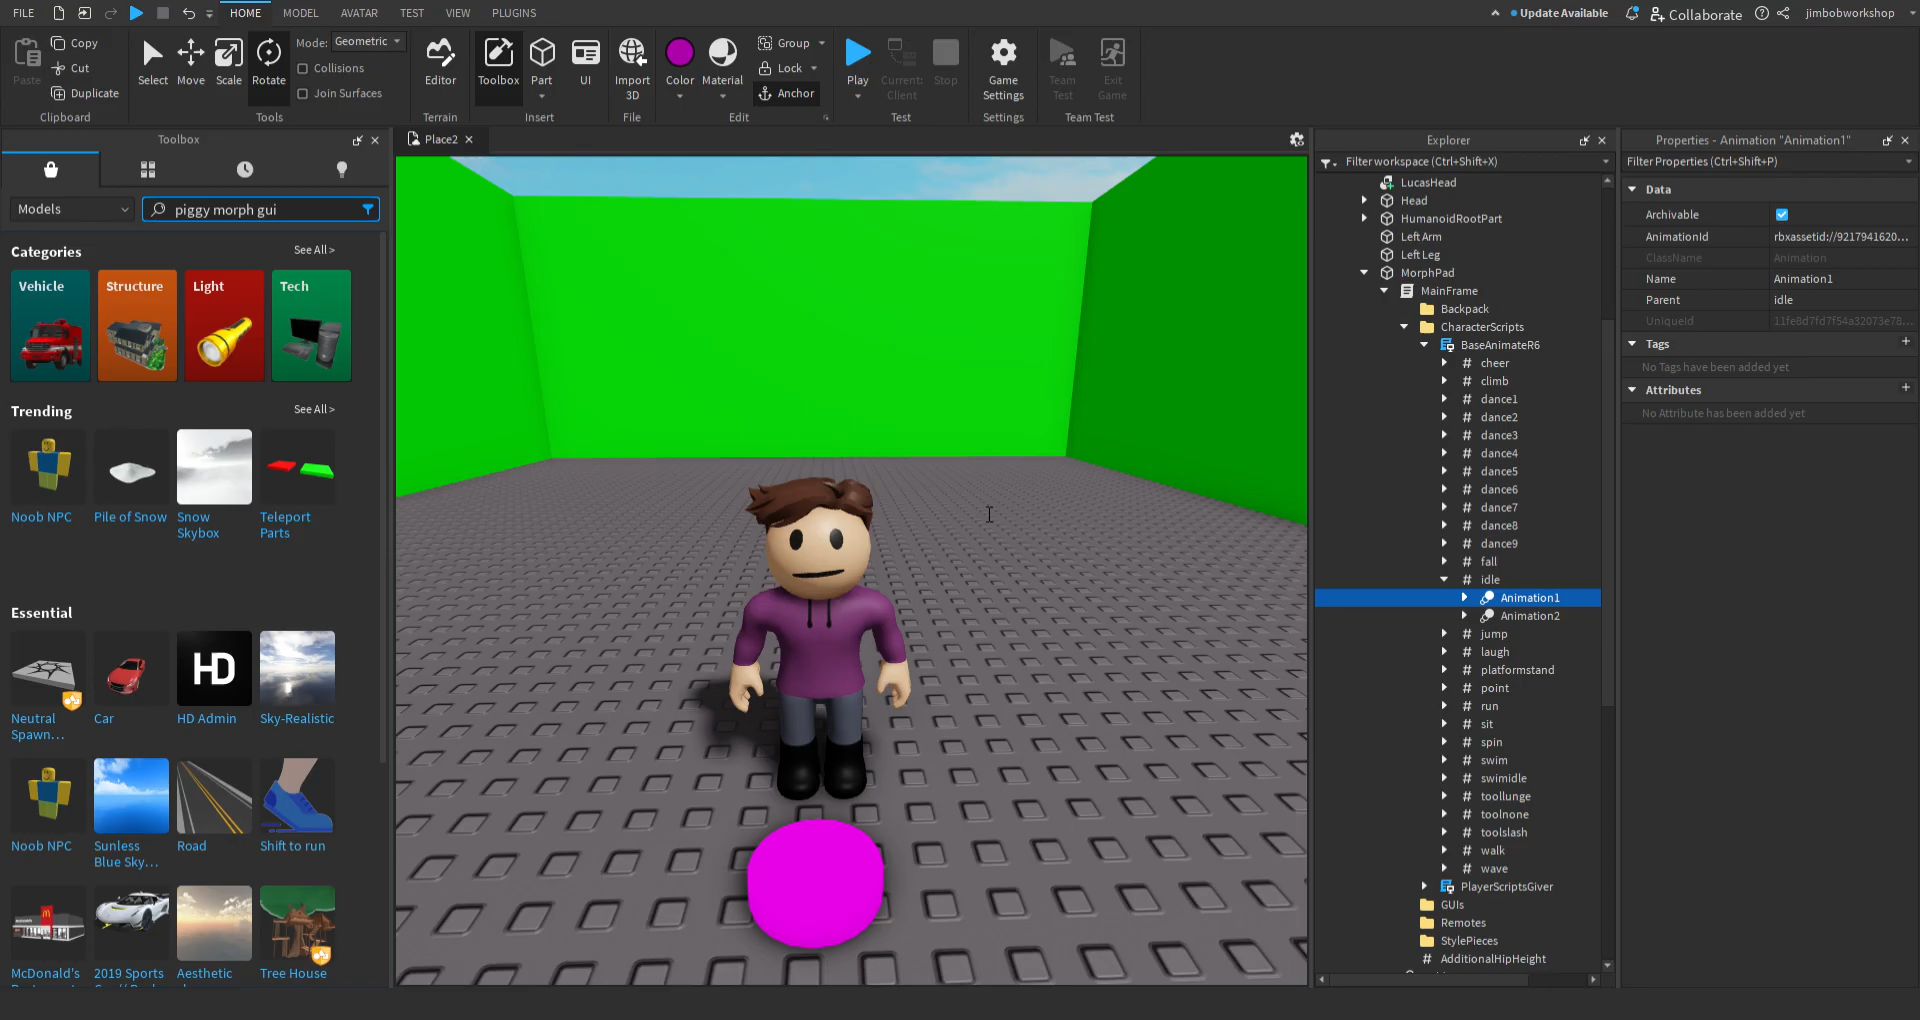 FILE
HOME
MODEL
AVATAR
TEST
VIEW
PLUGINS
Update Available
Collaborate
jimbobworkshop
Paste
Copy
Cut
Duplicate
Clipboard
Select
Move
Scale
Rotate
Mode: Geometric
Collisions
Join Surfaces
Tools
Editor
Terrain
Toolbox
Part
UI
Insert
Import
3D
File
Color
Material
Group
Lock
Anchor
Edit
Play
Current:
Client
Stop
Test
Game
Settings
Settings
Team
Test
Exit
Game
Team Test
Toolbox
Models
piggy morph gui
Categories
See All >
Vehicle
Structure
Light
Tech
Trending
See All >
Noob NPC
Pile of Snow
Snow
Skybox
Teleport
Parts
Essential
Neutral
Spawn...
Car
HD
HD Admin
Sky-Realistic
Noob NPC
Sunless
Blue Sky...
Road
Shift to run
McDonald's
2019 Sports
Aesthetic
Tree House
Place2
Explorer
Filter workspace (Ctrl+Shift+X)
LucasHead
Head
HumanoidRootPart
Left Arm
Left Leg
MorphPad
MainFrame
Backpack
CharacterScripts
BaseAnimateR6
# cheer
# climb
# dance1
# dance2
# dance3
# dance4
# dance5
# dance6
# dance7
# dance8
# dance9
# fall
# idle
Animation1
Animation2
# jump
# laugh
# platformstand
# point
# run
# sit
# spin
# swim
# swimidle
# toollunge
# toolnone
# toolslash
# walk
# wave
PlayerScriptsGiver
GUIs
Remotes
StylePieces
# AdditionalHipHeight
Properties - Animation "Animation1"
Filter Properties (Ctrl+Shift+P)
Data
Archivable
AnimationId rbxassetid://9217941620...
ClassName Animation
Name Animation1
Parent idle
UniqueId 11fe8d7fd7f54a32073e78...
Tags
No Tags have been added yet
Attributes
No Attribute has been added yet